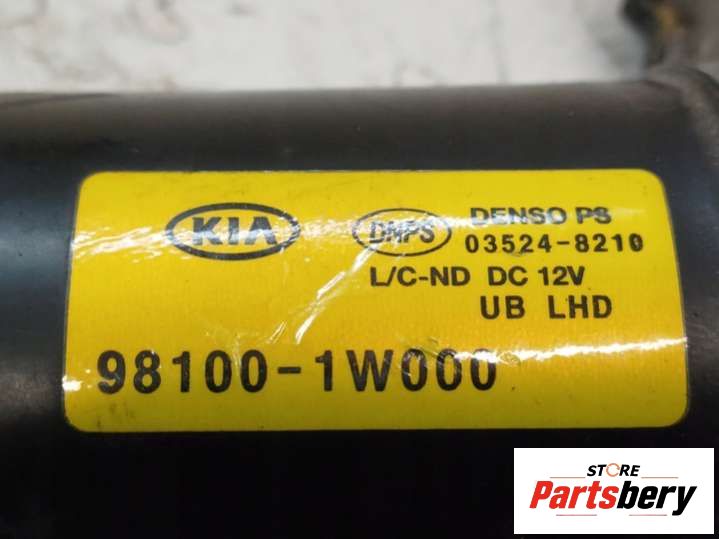 KIA
DNPS
DENSO PS
03524-8210
L/C-ND DC 12V
UB LHD
98100-1W000
STORE
Partsbery